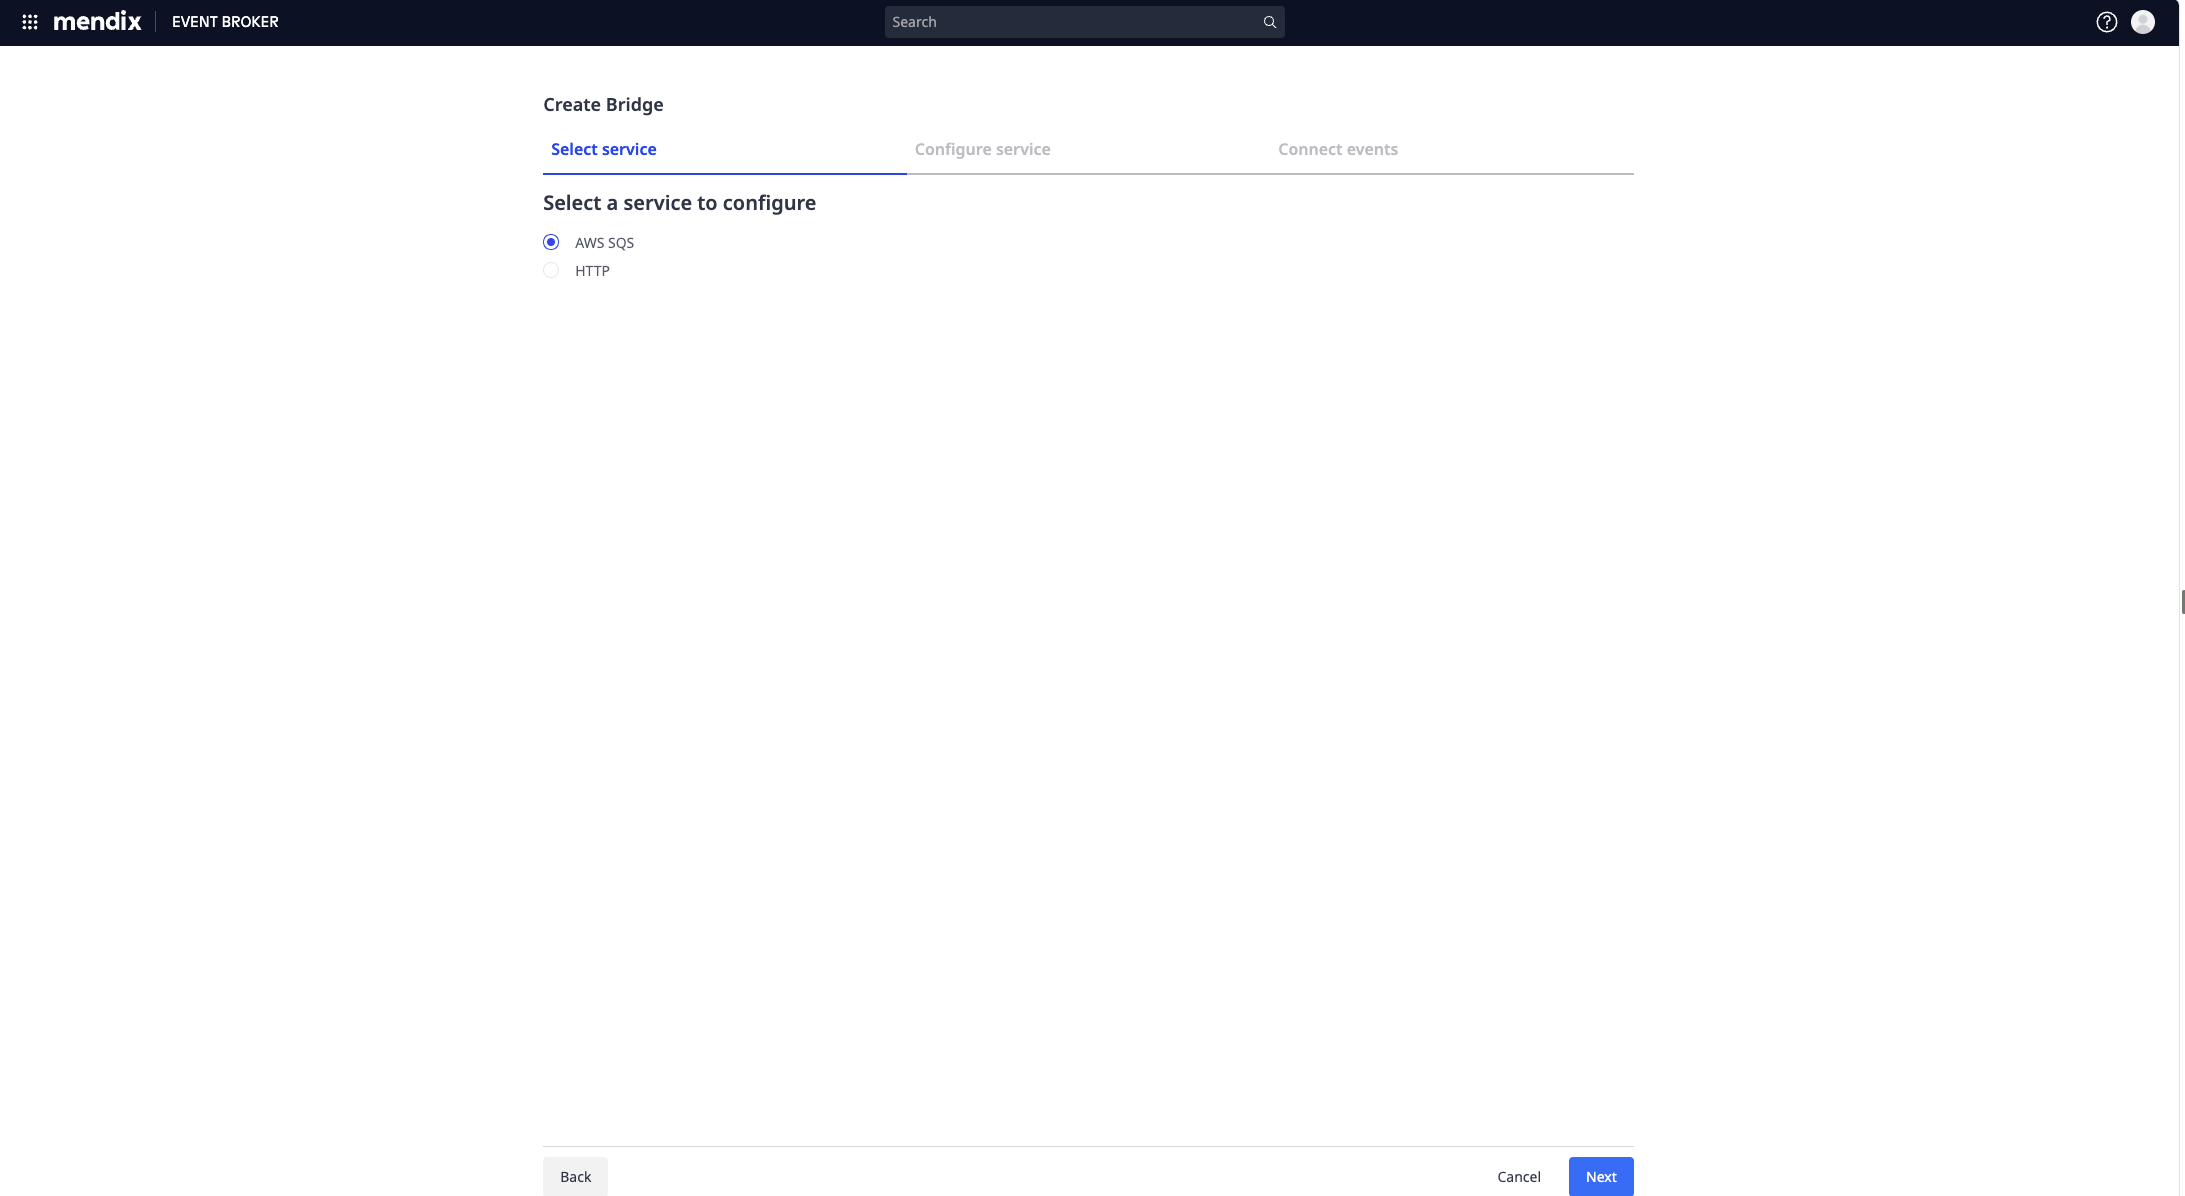 mendix EVENT BROKER Search
Create Bridge
Select service Configure service Connect events
Select a service to configure
AWS SQS
HTTP
Back Cancel Next